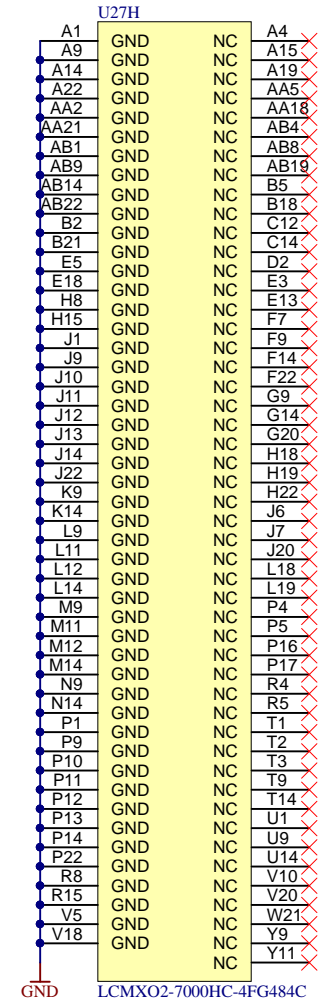 U27H
A1 GND NC A4
A9 GND NC A15
A14 GND NC A19
A22 GND NC AA5
AA2 GND NC AA18
AA21 GND NC AB4
AB1 GND NC AB8
AB9 GND NC AB19
AB14 GND NC B5
AB22 GND NC B18
B2 GND NC C12
B21 GND NC C14
E5 GND NC D2
E18 GND NC E3
H8 GND NC E13
H15 GND NC F7
J1 GND NC F9
J9 GND NC F14
J10 GND NC F22
J11 GND NC G9
J12 GND NC G14
J13 GND NC G20
J14 GND NC H18
J22 GND NC H19
K9 GND NC H22
K14 GND NC J6
L9 GND NC J7
L11 GND NC J20
L12 GND NC L18
L14 GND NC L19
M9 GND NC P4
M11 GND NC P5
M12 GND NC P16
M14 GND NC P17
N9 GND NC R4
N14 GND NC R5
P1 GND NC T1
P9 GND NC T2
P10 GND NC T3
P11 GND NC T9
P12 GND NC T14
P13 GND NC U1
P14 GND NC U9
P22 GND NC U14
R8 GND NC V10
R15 GND NC V20
V5 GND NC W21
V18 GND NC Y9
NC Y11
GND LCMXO2-7000HC-4FG484C